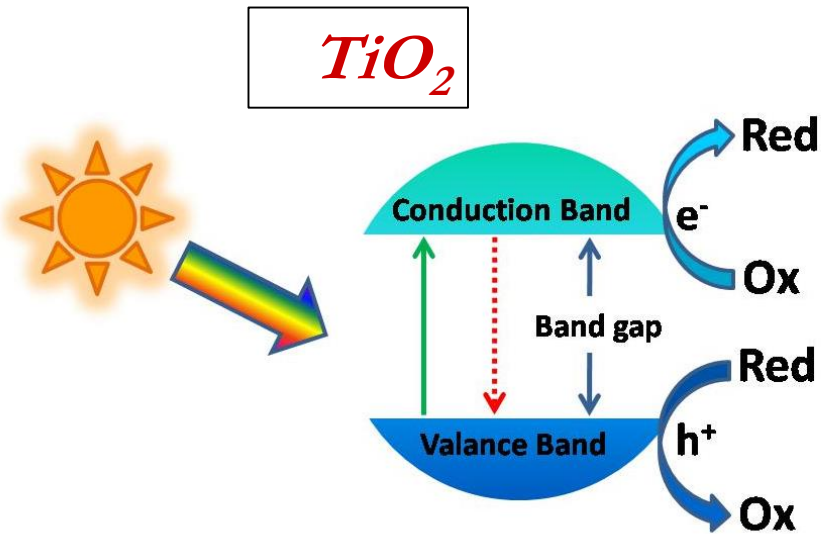 TiO₂
Red
Conduction Band
e⁻
Ox
Band gap
Red
Valance Band
h⁺
Ox